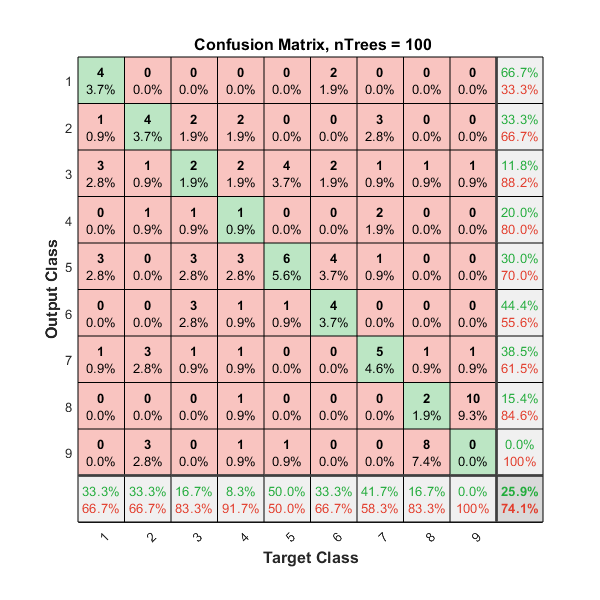 Confusion Matrix, nTrees = 100
4 0 0 0 0 2 0 0 0 66.7%
1
3.7% 0.0% 0.0% 0.0% 0.0% 1.9% 0.0% 0.0% 0.0% 33.3%
1 4 2 2 0 0 3 0 0 33.3%
2
0.9% 3.7% 1.9% 1.9% 0.0% 0.0% 2.8% 0.0% 0.0% 66.7%
3 1 2 2 4 2 1 1 1 11.8%
3
2.8% 0.9% 1.9% 1.9% 3.7% 1.9% 0.9% 0.9% 0.9% 88.2%
0 1 1 1 0 0 2 0 0 20.0%
4
0.0% 0.9% 0.9% 0.9% 0.0% 0.0% 1.9% 0.0% 0.0% 80.0%
3 0 3 3 6 4 1 0 0 30.0%
5
2.8% 0.0% 2.8% 2.8% 5.6% 3.7% 0.9% 0.0% 0.0% 70.0%
0 0 3 1 1 4 0 0 0 44.4%
6
0.0% 0.0% 2.8% 0.9% 0.9% 3.7% 0.0% 0.0% 0.0% 55.6%
1 3 1 1 0 0 5 1 1 38.5%
7
0.9% 2.8% 0.9% 0.9% 0.0% 0.0% 4.6% 0.9% 0.9% 61.5%
0 0 0 1 0 0 0 2 10 15.4%
8
0.0% 0.0% 0.0% 0.9% 0.0% 0.0% 0.0% 1.9% 9.3% 84.6%
0 3 0 1 1 0 0 8 0 0.0%
9
0.0% 2.8% 0.0% 0.9% 0.9% 0.0% 0.0% 7.4% 0.0% 100%
33.3% 33.3% 16.7% 8.3% 50.0% 33.3% 41.7% 16.7% 0.0% 25.9%
66.7% 66.7% 83.3% 91.7% 50.0% 66.7% 58.3% 83.3% 100% 74.1%
1 2 3 4 5 6 7 8 9
Target Class
Output Class